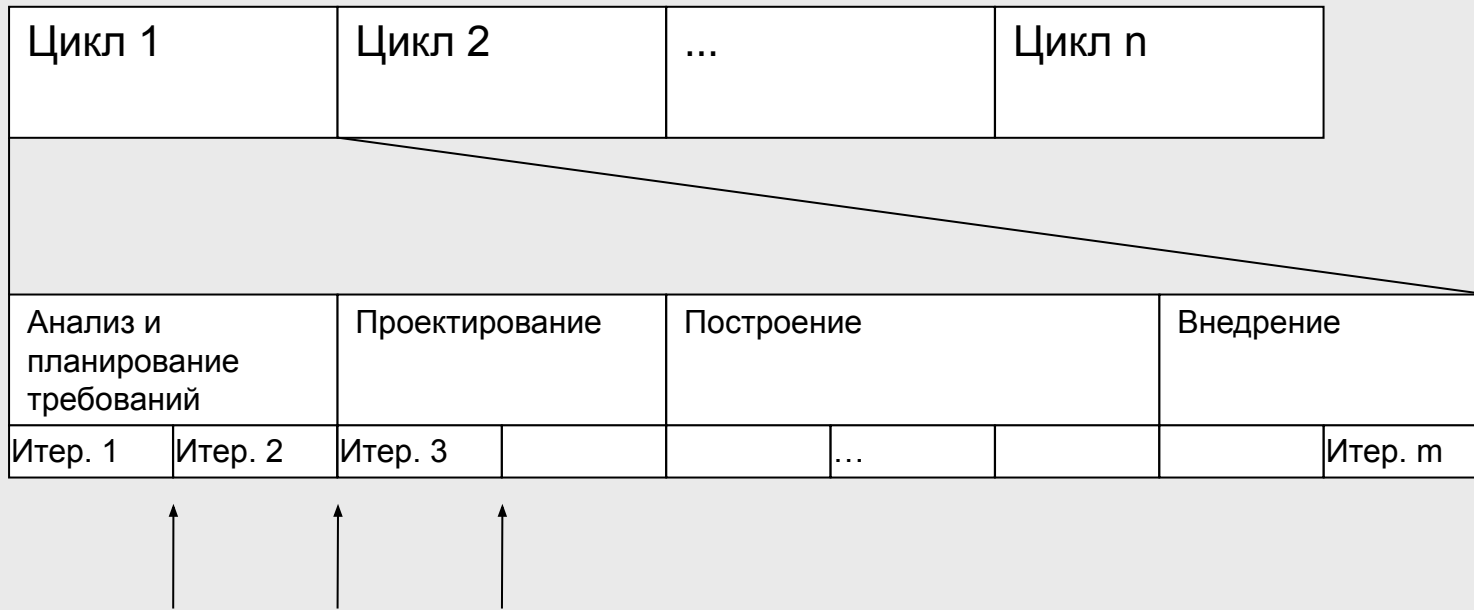 Цикл 1
Цикл 2
...
Цикл n
Анализ и
планирование
требований
Проектирование
Построение
Внедрение
Итер. 1
Итер. 2
Итер. 3
…
Итер. m